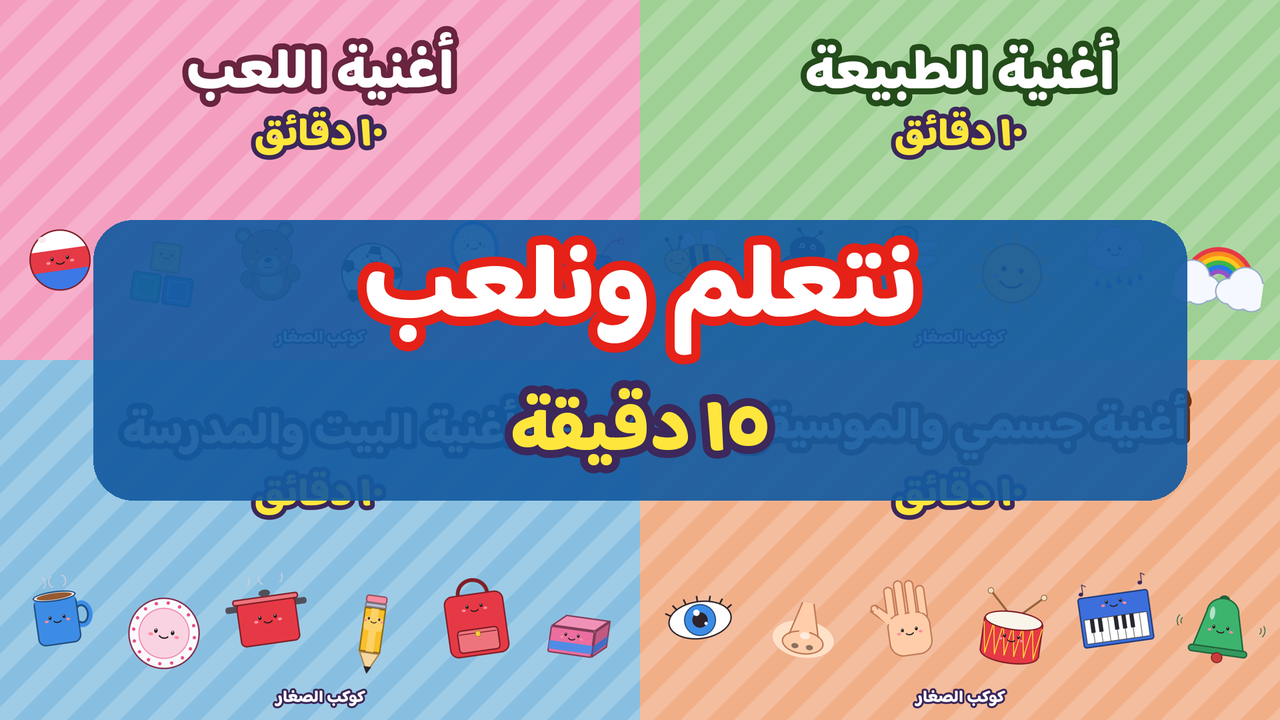 أغنية الطبيعة
١٠ دقائق
أغنية اللعب
١٠ دقائق
كوكب الصغار
كوكب الصغار
نتعلم ونلعب
١٥ دقيقة
أغنية جسمي والموسيقى
١٠ دقائق
أغنية البيت والمدرسة
١٠ دقائق
كوكب الصغار
كوكب الصغار